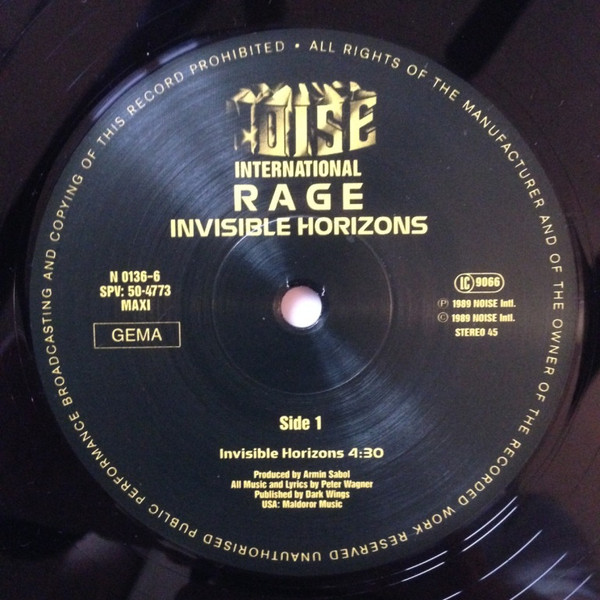 ALL RIGHTS OF THE MANUFACTURER AND OF THE OWNER OF THE RECORDED WORK RESERVED UNAUTHORISED PUBLIC PERFORMANCE BROADCASTING AND COPYING OF THIS RECORD PROHIBITED •
NOISE
INTERNATIONAL
RAGE
INVISIBLE HORIZONS
N 0136-6
SPV: 50-4773
MAXI
GEMA
LC 9066
Ⓟ 1989 NOISE Intl.
© 1989 NOISE Intl.
STEREO 45
Side 1
Invisible Horizons 4:30
Produced by Armin Sabol
All Music and Lyrics by Peter Wagner
Published by Dark Wings
USA: Maldoror Music